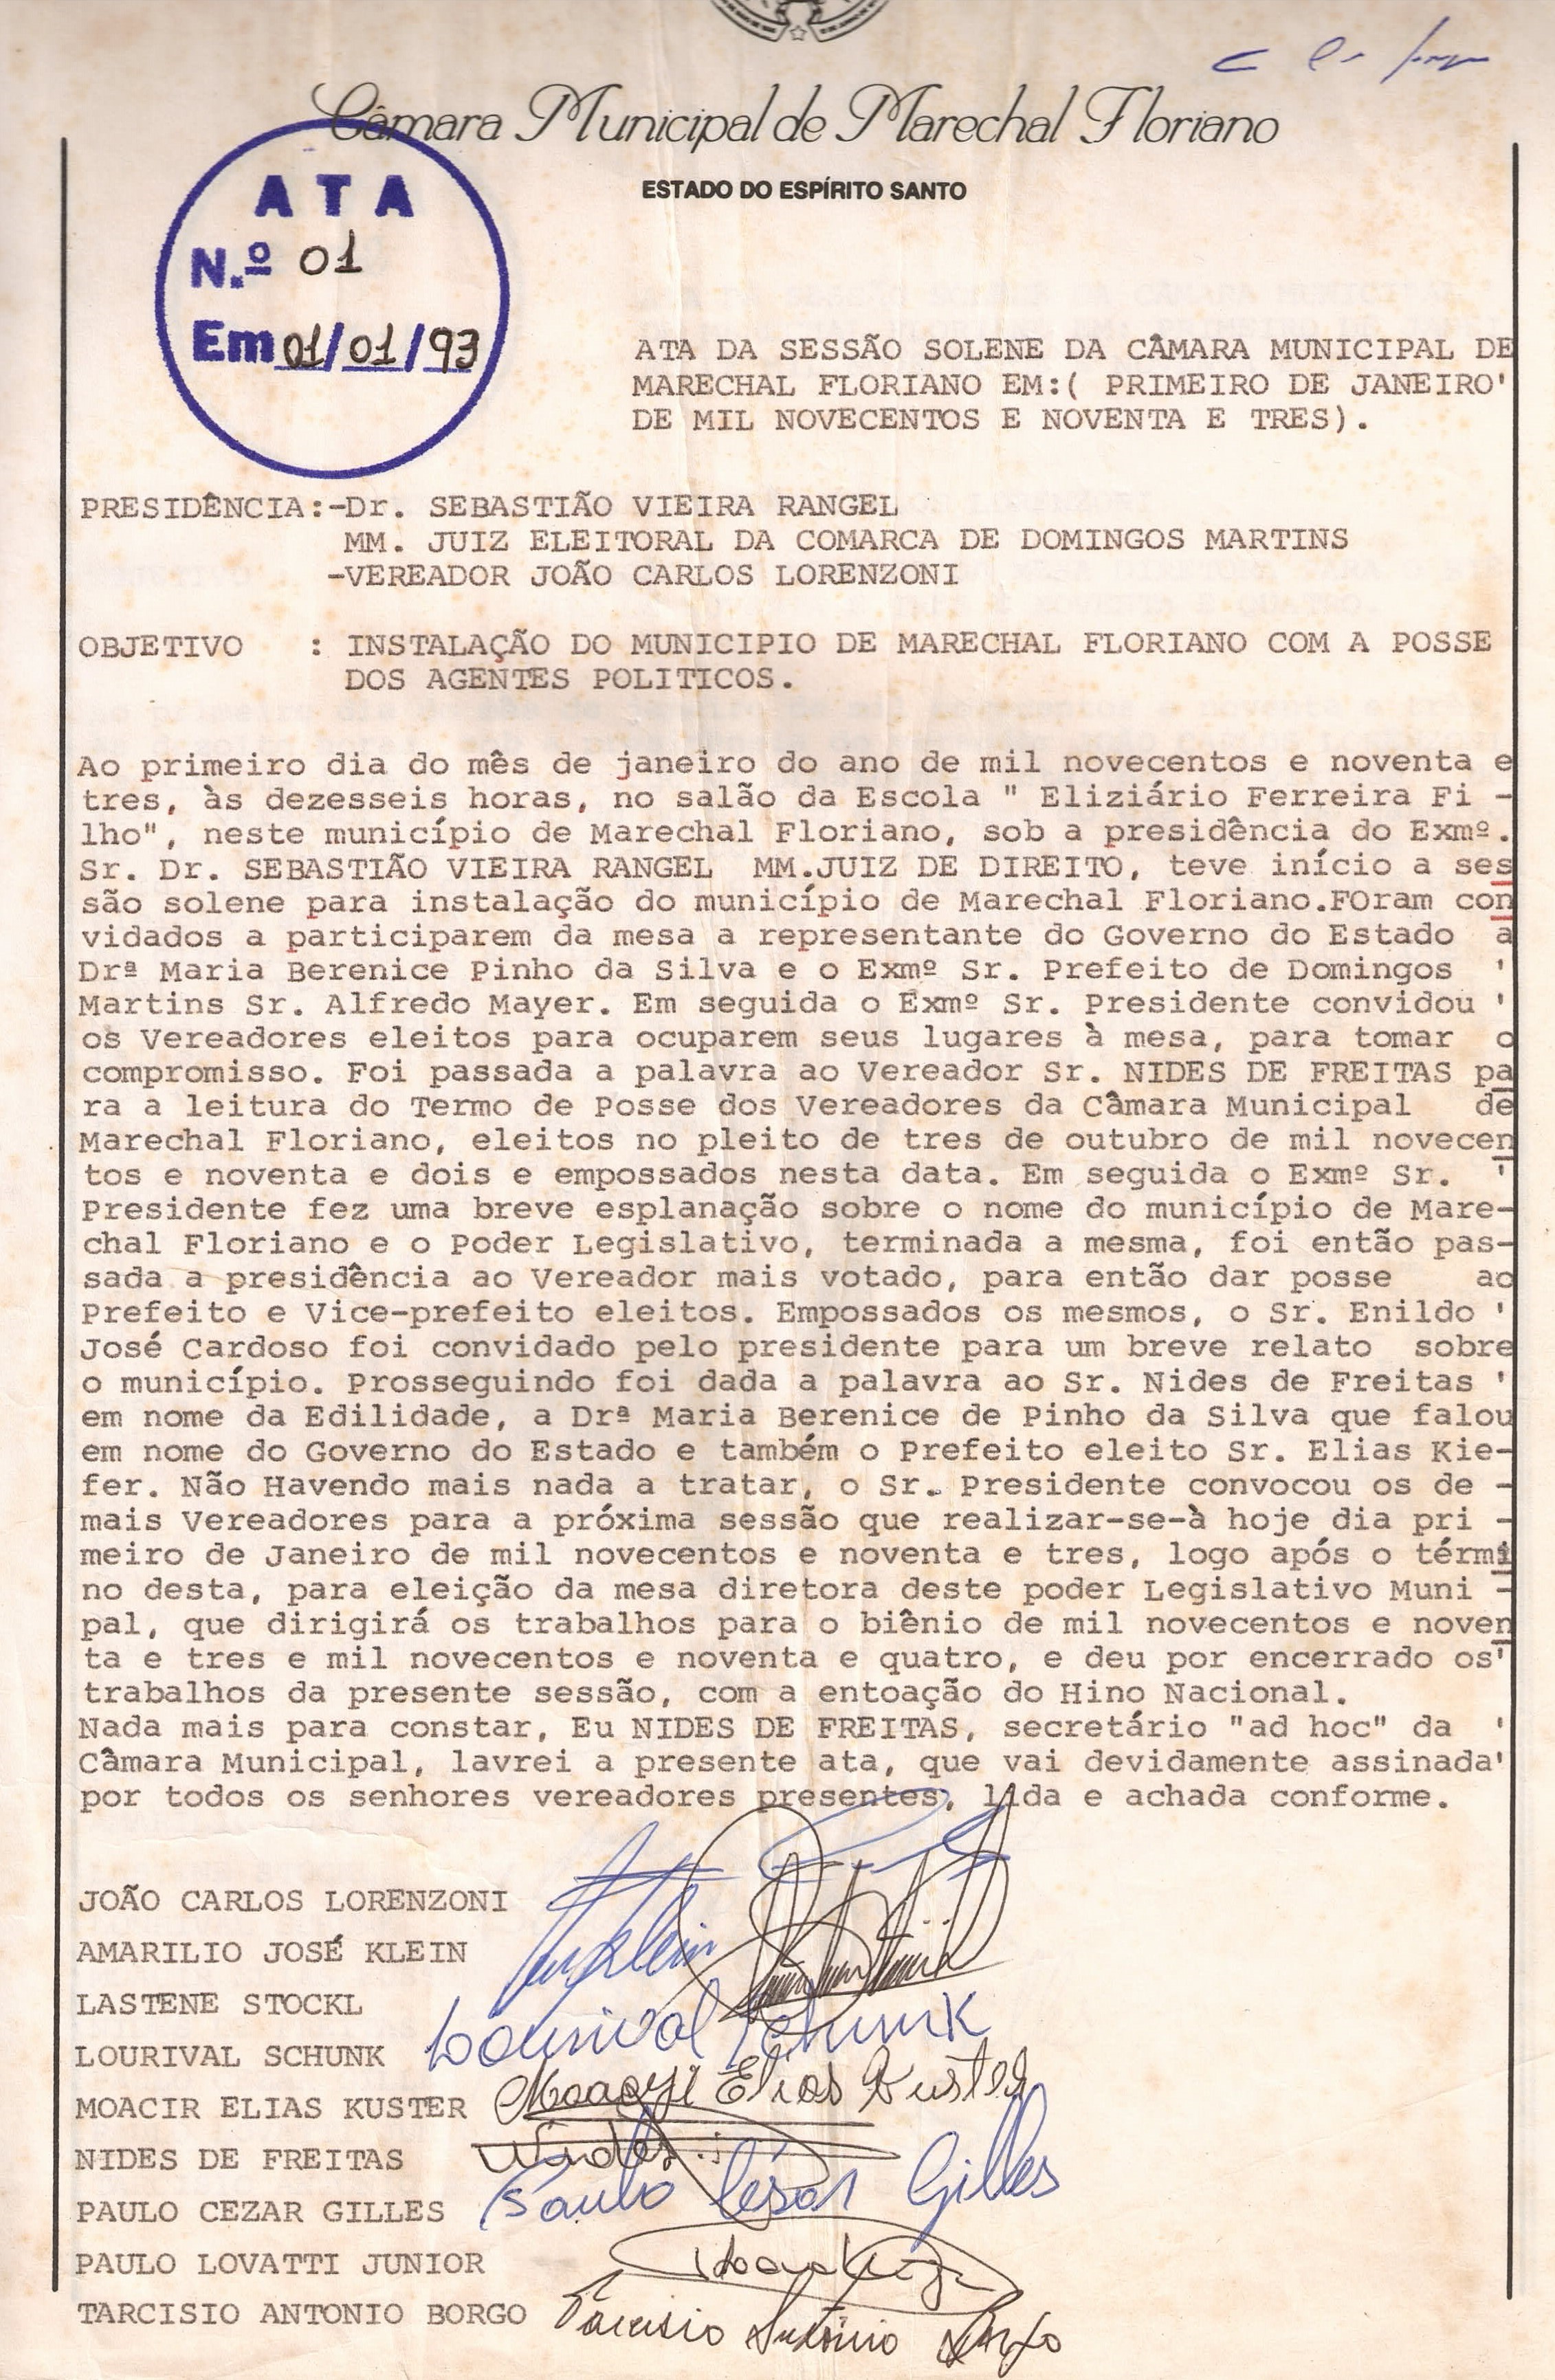 Câmara Municipal de Marechal Floriano
ESTADO DO ESPÍRITO SANTO
ATA
N.º 01
Em 01/01/93
ATA DA SESSÃO SOLENE DA CÂMARA MUNICIPAL DE
MARECHAL FLORIANO EM:( PRIMEIRO DE JANEIRO'
DE MIL NOVECENTOS E NOVENTA E TRES).
PRESIDÊNCIA:-Dr. SEBASTIÃO VIEIRA RANGEL
MM. JUIZ ELEITORAL DA COMARCA DE DOMINGOS MARTINS
-VEREADOR JOÃO CARLOS LORENZONI
OBJETIVO : INSTALAÇÃO DO MUNICIPIO DE MARECHAL FLORIANO COM A POSSE
DOS AGENTES POLITICOS.
Ao primeiro dia do mês de janeiro do ano de mil novecentos e noventa e
tres, às dezesseis horas, no salão da Escola " Eliziário Ferreira Fi -
lho", neste município de Marechal Floriano, sob a presidência do Exmº.
Sr. Dr. SEBASTIÃO VIEIRA RANGEL MM.JUIZ DE DIREITO, teve início a ses
são solene para instalação do município de Marechal Floriano.FOram con
vidados a participarem da mesa a representante do Governo do Estado a
Drª Maria Berenice Pinho da Silva e o Exmº Sr. Prefeito de Domingos '
Martins Sr. Alfredo Mayer. Em seguida o Exmº Sr. Presidente convidou '
os Vereadores eleitos para ocuparem seus lugares à mesa, para tomar o
compromisso. Foi passada a palavra ao Vereador Sr. NIDES DE FREITAS pa
ra a leitura do Termo de Posse dos Vereadores da Câmara Municipal de
Marechal Floriano, eleitos no pleito de tres de outubro de mil novecen
tos e noventa e dois e empossados nesta data. Em seguida o Exmº Sr. '
Presidente fez uma breve esplanação sobre o nome do município de Mare-
chal Floriano e o Poder Legislativo, terminada a mesma, foi então pas-
sada a presidência ao Vereador mais votado, para então dar posse ao
Prefeito e Vice-prefeito eleitos. Empossados os mesmos, o Sr. Enildo '
José Cardoso foi convidado pelo presidente para um breve relato sobre
o município. Prosseguindo foi dada a palavra ao Sr. Nides de Freitas '
em nome da Edilidade, a Drª Maria Berenice de Pinho da Silva que falou
em nome do Governo do Estado e também o Prefeito eleito Sr. Elias Kie-
fer. Não Havendo mais nada a tratar, o Sr. Presidente convocou os de -
mais Vereadores para a próxima sessão que realizar-se-à hoje dia pri -
meiro de Janeiro de mil novecentos e noventa e tres, logo após o térmi
no desta, para eleição da mesa diretora deste poder Legislativo Muni -
pal, que dirigirá os trabalhos para o biênio de mil novecentos e noven
ta e tres e mil novecentos e noventa e quatro, e deu por encerrado os'
trabalhos da presente sessão, com a entoação do Hino Nacional.
Nada mais para constar, Eu NIDES DE FREITAS, secretário "ad hoc" da '
Câmara Municipal, lavrei a presente ata, que vai devidamente assinada'
por todos os senhores vereadores presentes, lida e achada conforme.
JOÃO CARLOS LORENZONI
AMARILIO JOSÉ KLEIN
LASTENE STOCKL
LOURIVAL SCHUNK Lourival Schunk
MOACIR ELIAS KUSTER Moacyr Elias Kuster
NIDES DE FREITAS
PAULO CEZAR GILLES Paulo César Gilles
PAULO LOVATTI JUNIOR
TARCISIO ANTONIO BORGO Tarcisio Antônio Borgo